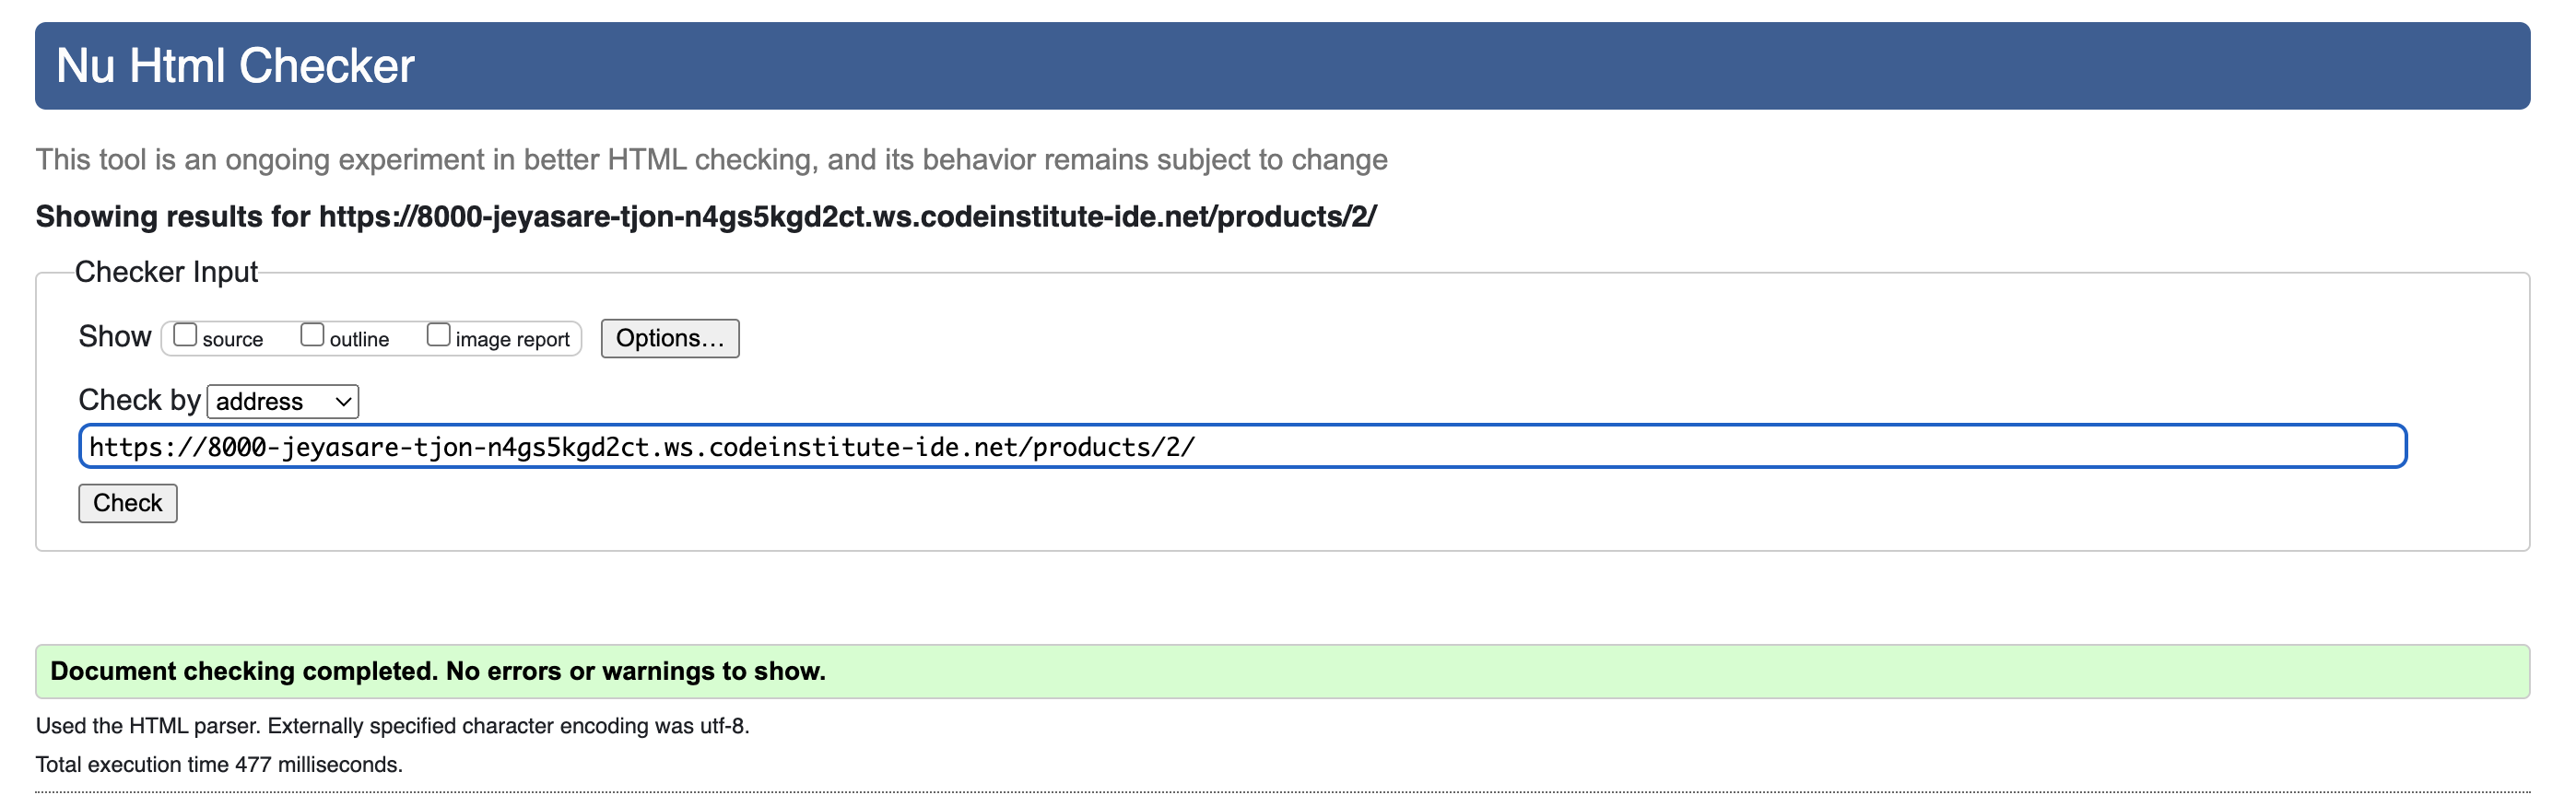 Nu Html Checker
This tool is an ongoing experiment in better HTML checking, and its behavior remains subject to change
Showing results for https://8000-jeyasare-tjon-n4gs5kgd2ct.ws.codeinstitute-ide.net/products/2/
Checker Input
Show source outline image report Options…
Check by address
https://8000-jeyasare-tjon-n4gs5kgd2ct.ws.codeinstitute-ide.net/products/2/
Check
Document checking completed. No errors or warnings to show.
Used the HTML parser. Externally specified character encoding was utf-8.
Total execution time 477 milliseconds.